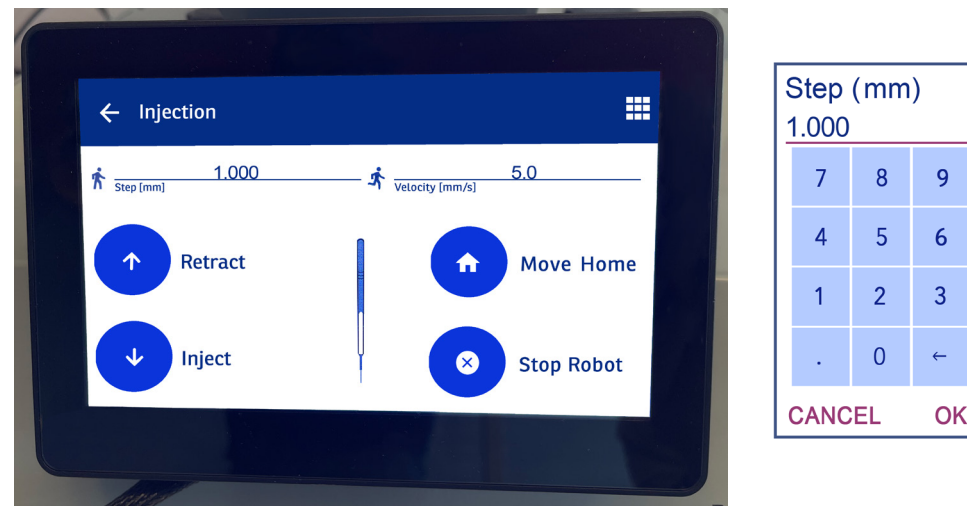 Injection
1.000
Step [mm]
5.0
Velocity [mm/s]
Retract
Move Home
Inject
Stop Robot
Step (mm)
1.000
7 8 9
4 5 6
1 2 3
. 0 ←
CANCEL OK